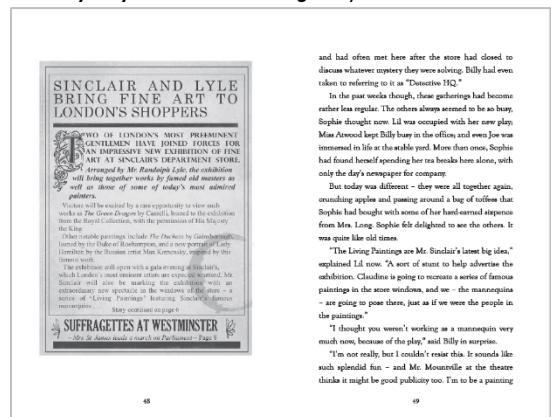 SINCLAIR AND LYLE
BRING FINE ART TO
LONDON'S SHOPPERS
TWO OF LONDON'S MOST PREEMINENT
GENTLEMEN HAVE JOINED FORCES FOR
AN IMPRESSIVE NEW EXHIBITION OF FINE
ART AT SINCLAIR'S DEPARTMENT STORE.
Arranged by Mr. Randolph Lyle, the exhibition
will bring together works by famed old masters as
well as those of some of today's most admired
painters.
Visitors will be excited by a rare opportunity to view such
works as The Green Dragon by Casselli, loaned to the exhibition
from the Royal Collection, with the permission of His Majesty
the King.
Other notable paintings include The Duchess by Gainsborough,
loaned by the Duke of Roehampton, and a new portrait of Lady
Hamilton by the Russian artist Max Kamensky, inspired by this
famous work.
The exhibition will open with a gala evening at Sinclair's,
which London's most eminent artists are expected to attend. Mr.
Sinclair will also be marking the exhibition with an
extraordinary new spectacle in the windows of the store – a
series of "Living Paintings" featuring Sinclair's famous
mannequins . . .
Story continued on page 6
SUFFRAGETTES AT WESTMINSTER
– Mrs St James leads a march on Parliament – Page 8
48
and had often met here after the store had closed to
discuss whatever mystery they were solving. Billy had even
taken to referring to it as "Detective HQ."
In the past weeks though, these gatherings had become
rather less regular. The others always seemed to be so busy,
Sophie thought now. Lil was occupied with her new play;
Miss Atwood kept Billy busy in the office; and even Joe was
immersed in life at the stable yard. More than once, Sophie
had found herself spending her tea breaks here alone, with
only the day's newspaper for company.
But today was different – they were all together again,
crunching apples and passing around a bag of toffees that
Sophie had bought with some of her hard-earned sixpence
from Mrs. Long. Sophie felt delighted to see the others. It
was quite like old times.
"The Living Paintings are Mr. Sinclair's latest big idea,"
explained Lil now. "A sort of stunt to help advertise the
exhibition. Claudine is going to recreate a series of famous
paintings in the store windows, and we – the mannequins
– are going to pose there, just as if we were the people in
the paintings."
"I thought you weren't working as a mannequin very
much now, because of the play," said Billy in surprise.
"I'm not really, but I couldn't resist this. It sounds like
such splendid fun – and Mr. Mountville at the theatre
thinks it might be good publicity too. I'm to be a painting
49